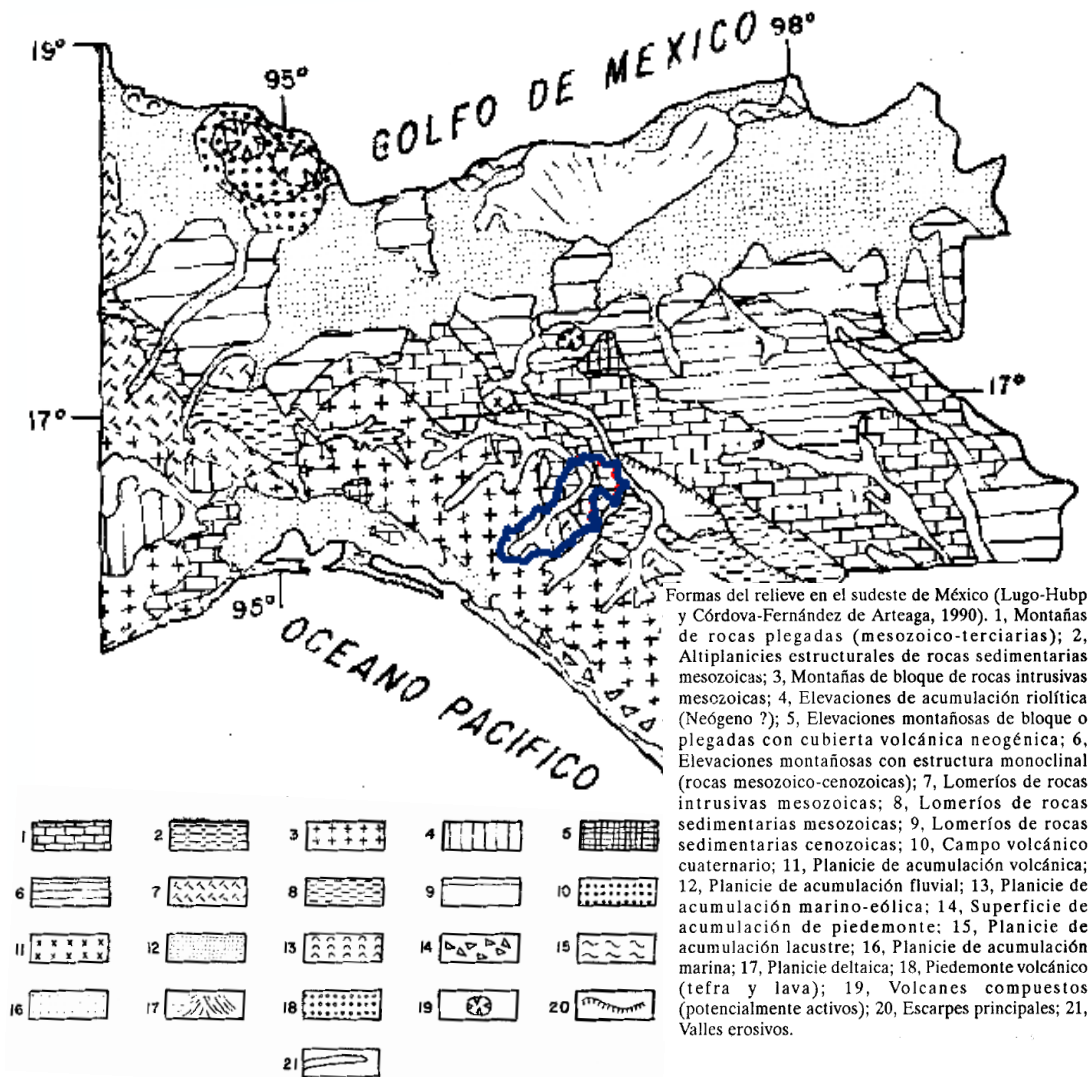 19°
95°
GOLFO DE MEXICO
98°
17°
17°
95°
OCEANO PACIFICO
Formas del relieve en el sudeste de México (Lugo-Hubp
y Córdova-Fernández de Arteaga, 1990). 1, Montañas
de rocas plegadas (mesozoico-terciarias); 2,
Altiplanicies estructurales de rocas sedimentarias
mesozoicas; 3, Montañas de bloque de rocas intrusivas
mesozoicas; 4, Elevaciones de acumulación riolítica
(Neógeno ?); 5, Elevaciones montañosas de bloque o
plegadas con cubierta volcánica neogénica; 6,
Elevaciones montañosas con estructura monoclinal
(rocas mesozoico-cenozoicas); 7, Lomeríos de rocas
intrusivas mesozoicas; 8, Lomeríos de rocas
sedimentarias mesozoicas; 9, Lomeríos de rocas
sedimentarias cenozoicas; 10, Campo volcánico
cuaternario; 11, Planicie de acumulación volcánica;
12, Planicie de acumulación fluvial; 13, Planicie de
acumulación marino-eólica; 14, Superficie de
acumulación de piedemonte; 15, Planicie de
acumulación lacustre; 16, Planicie de acumulación
marina; 17, Planicie deltaica; 18, Piedemonte volcánico
(tefra y lava); 19, Volcanes compuestos
(potencialmente activos); 20, Escarpes principales; 21,
Valles erosivos.
1 2 3 4 5
6 7 8 9 10
11 12 13 14 15
16 17 18 19 20
21